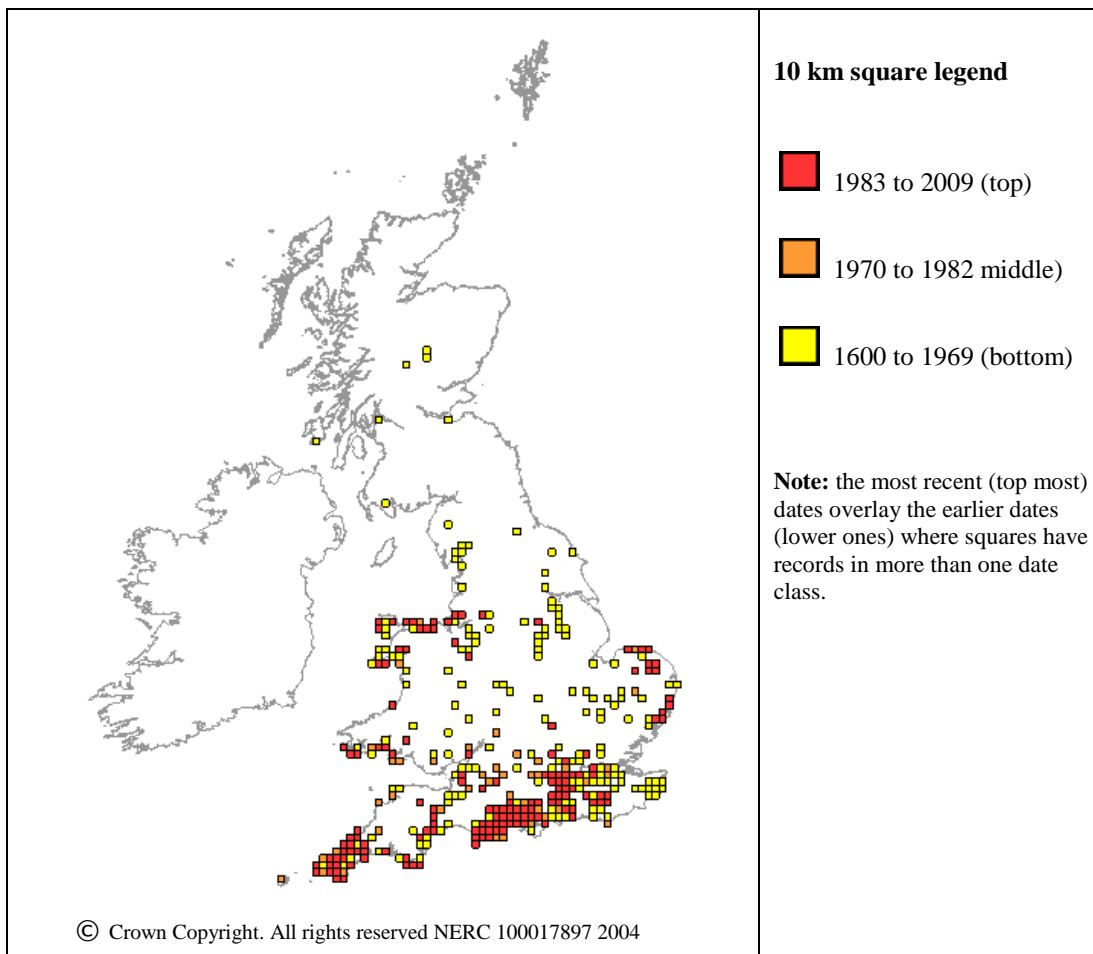 10 km square legend
1983 to 2009 (top)
1970 to 1982 middle)
1600 to 1969 (bottom)
Note: the most recent (top most)
dates overlay the earlier dates
(lower ones) where squares have
records in more than one date
class.
© Crown Copyright. All rights reserved NERC 100017897 2004